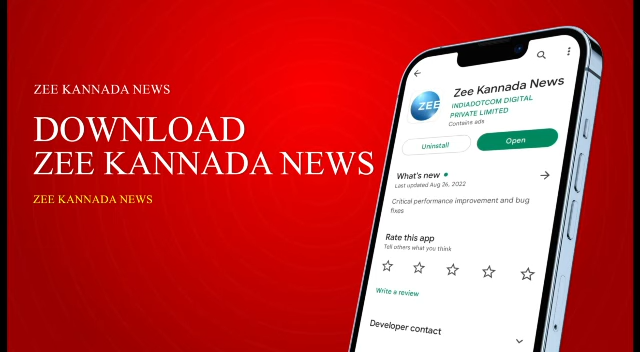 ZEE KANNADA NEWS
DOWNLOAD
ZEE KANNADA NEWS
ZEE KANNADA NEWS
ZEE
Zee Kannada News
INDIADOTCOM DIGITAL
PRIVATE LIMITED
Contains ads
Uninstall
Open
What's new
Last updated Aug 26, 2022
Critical performance improvement and bug
fixes
Rate this app
Tell others what you think
Write a review
Developer contact